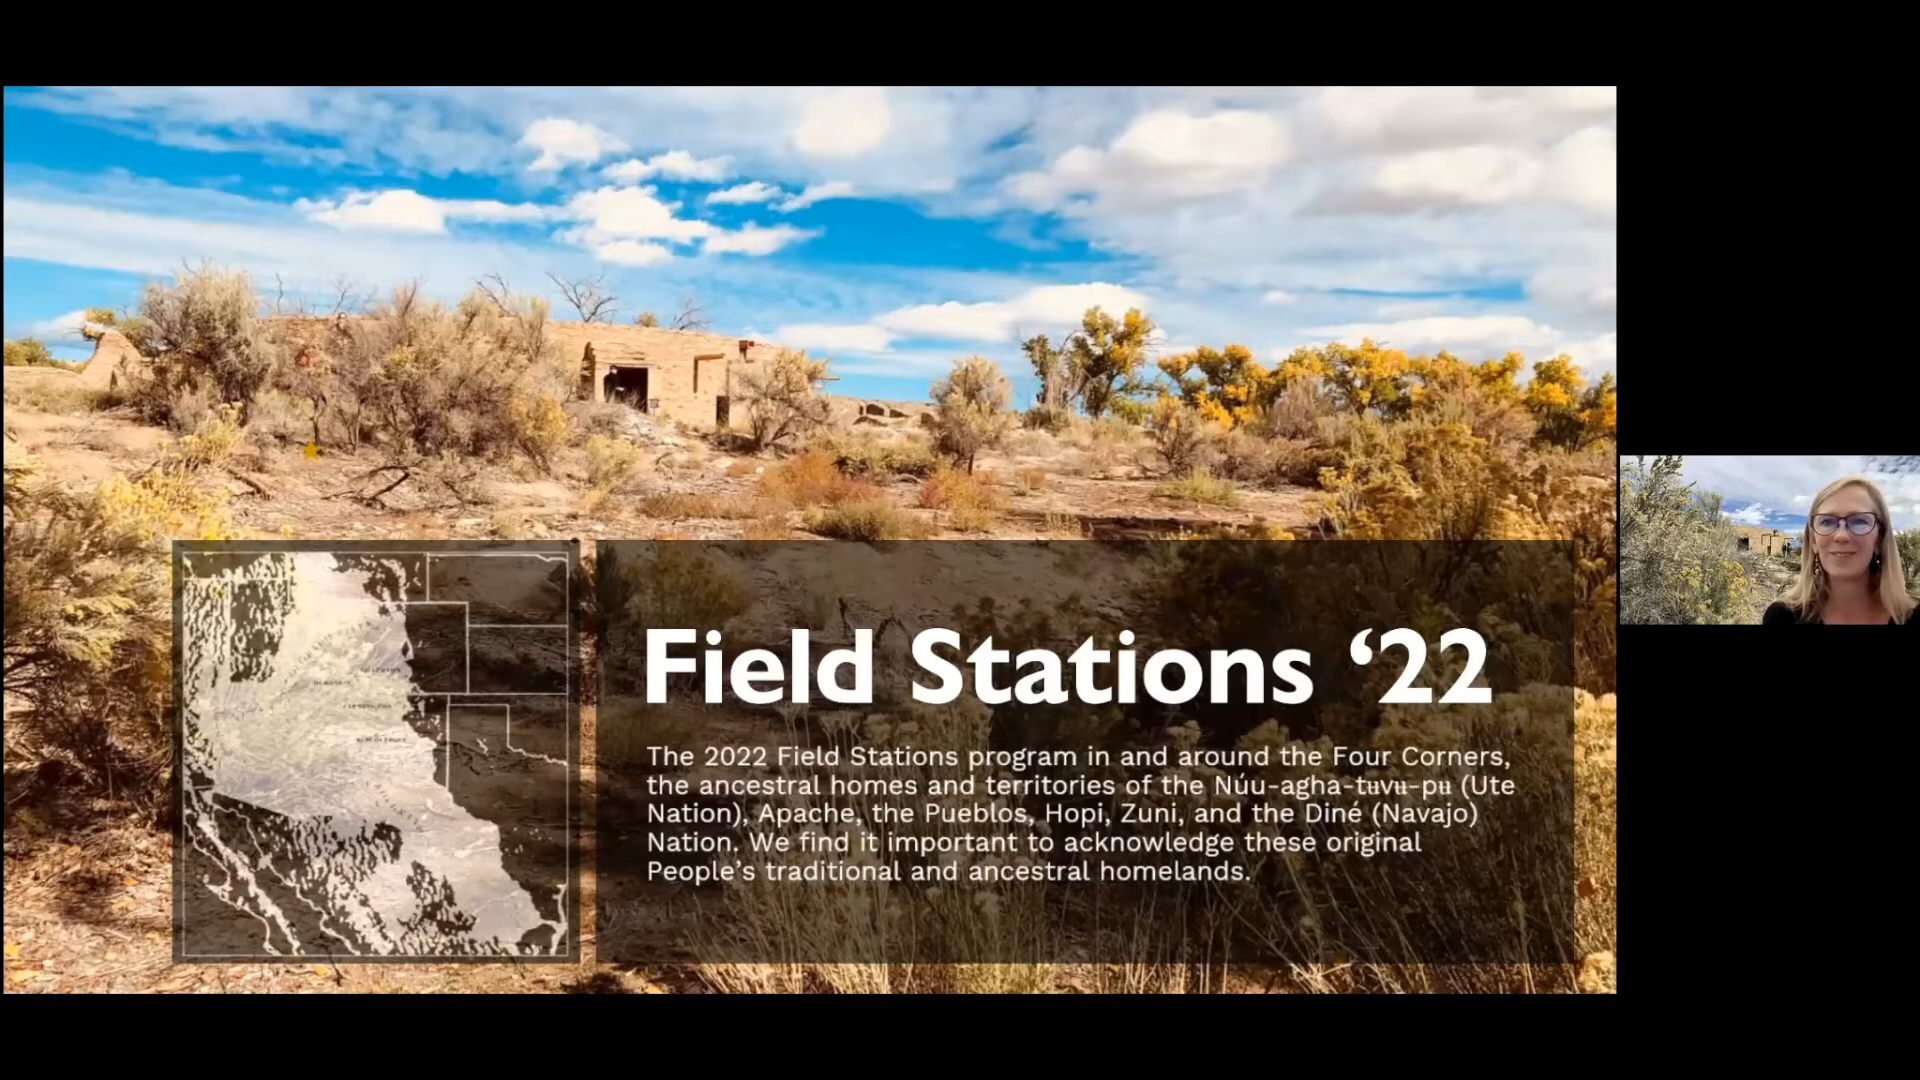 Field Stations ‘22
The 2022 Field Stations program in and around the Four Corners,
the ancestral homes and territories of the Núu-agha-tʉvʉ-pʉ (Ute
Nation), Apache, the Pueblos, Hopi, Zuni, and the Diné (Navajo)
Nation. We find it important to acknowledge these original
People’s traditional and ancestral homelands.